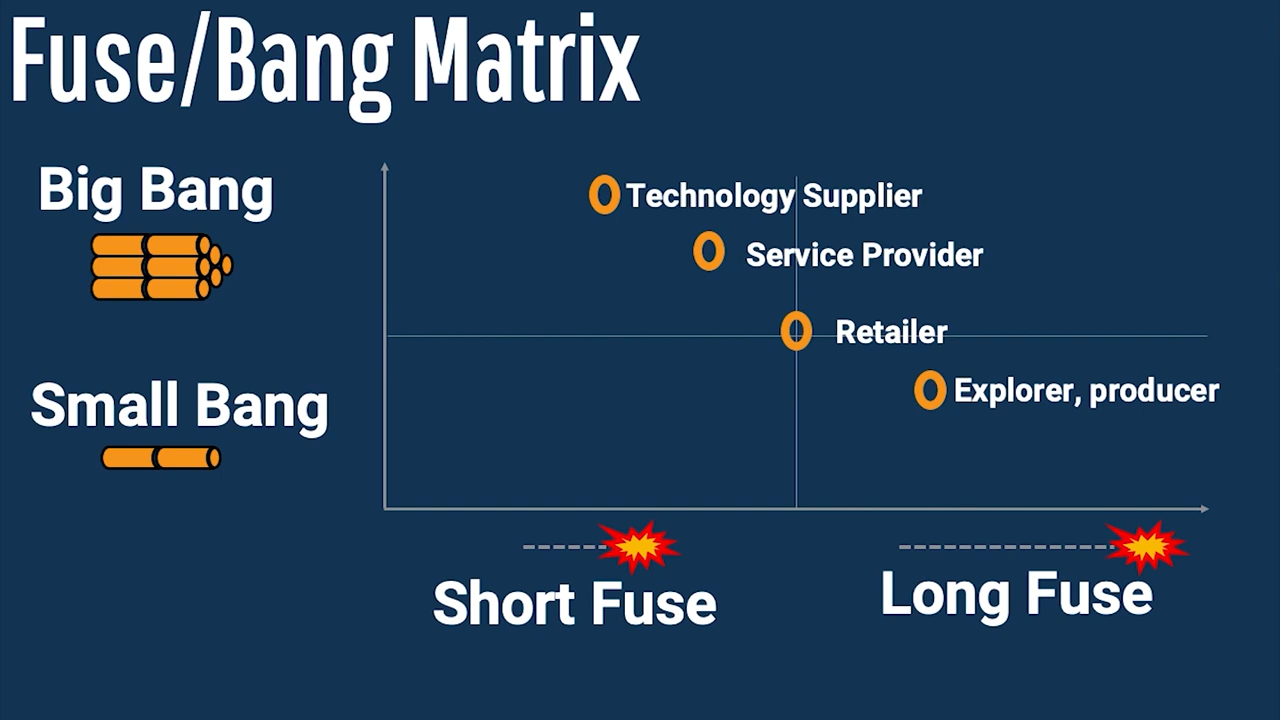 Fuse/Bang Matrix
Big Bang
Technology Supplier
Service Provider
Retailer
Small Bang
Explorer, producer
Short Fuse
Long Fuse